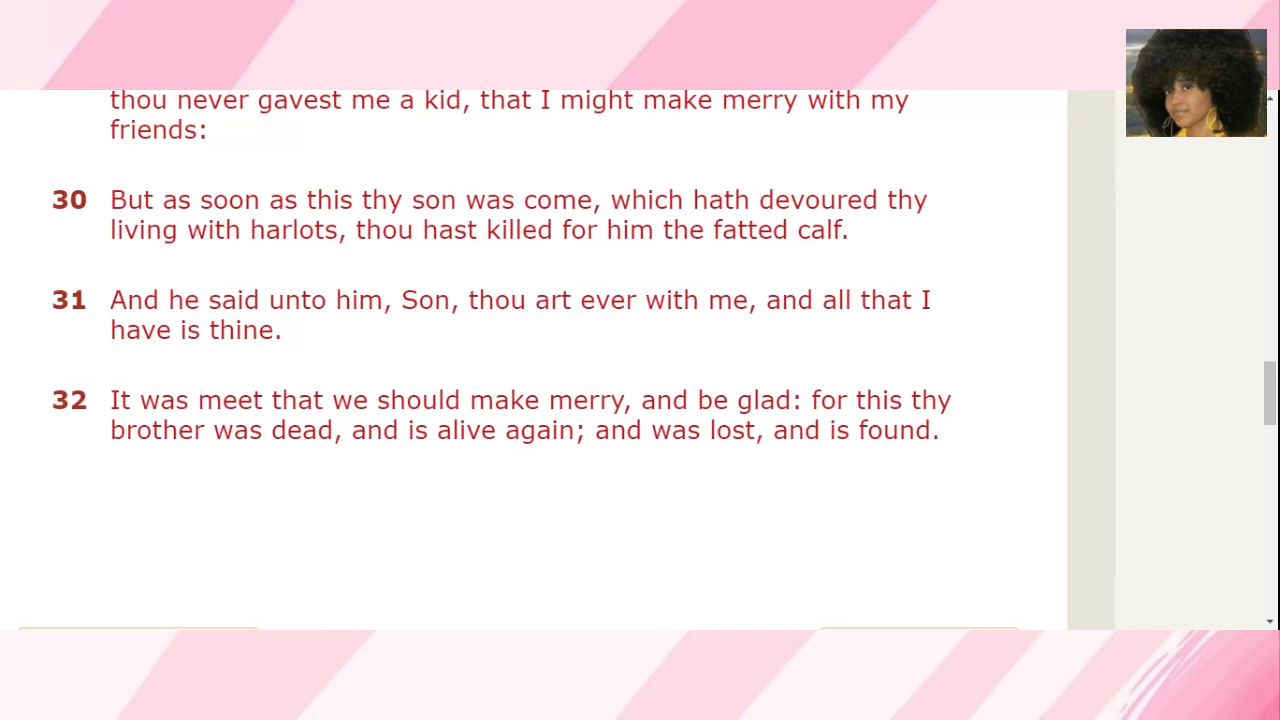 thou never gavest me a kid, that I might make merry with my
friends:
30 But as soon as this thy son was come, which hath devoured thy
living with harlots, thou hast killed for him the fatted calf.
31 And he said unto him, Son, thou art ever with me, and all that I
have is thine.
32 It was meet that we should make merry, and be glad: for this thy
brother was dead, and is alive again; and was lost, and is found.